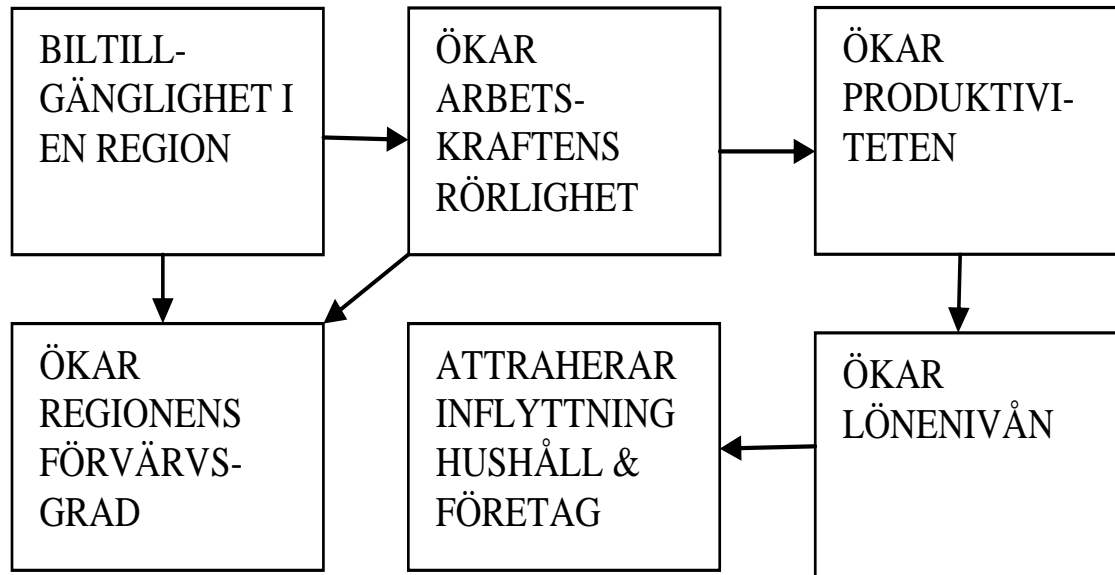 BILTILL-
GÄNGLIGHET I
EN REGION
ÖKAR
ARBETS-
KRAFTENS
RÖRLIGHET
ÖKAR
PRODUKTIVI-
TETEN
ÖKAR
REGIONENS
FÖRVÄRVS-
GRAD
ATTRAHERAR
INFLYTTNING
HUSHÅLL &
FÖRETAG
ÖKAR
LÖNENIVÅN